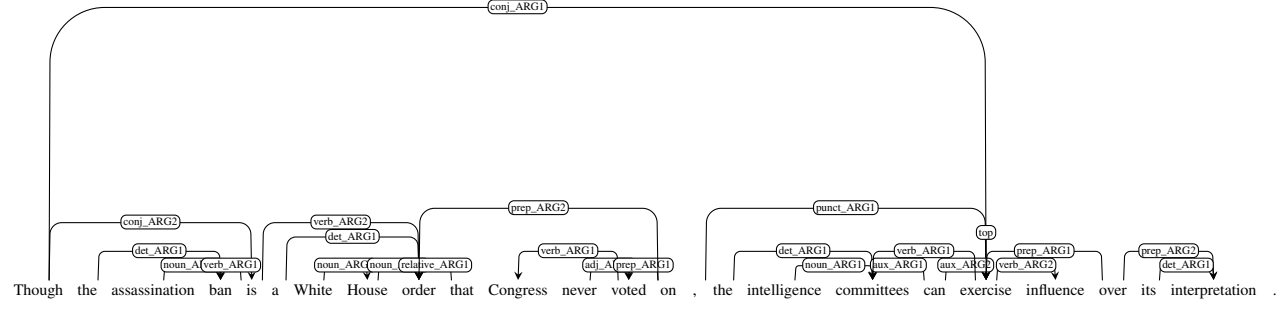 conj_ARG1
prep_ARG2 punct_ARG1
conj_ARG2 verb_ARG2
det_ARG1 top
det_ARG1 verb_ARG1 det_ARG1 verb_ARG1 prep_ARG1 prep_ARG2
verb_ARG1 relative_ARG1 prep_ARG1 noun_ARG1 aux_ARG1 aux_ARG2 verb_ARG2 det_ARG1
Though the assassination ban is a White House order that Congress never voted on , the intelligence committees can exercise influence over its interpretation .